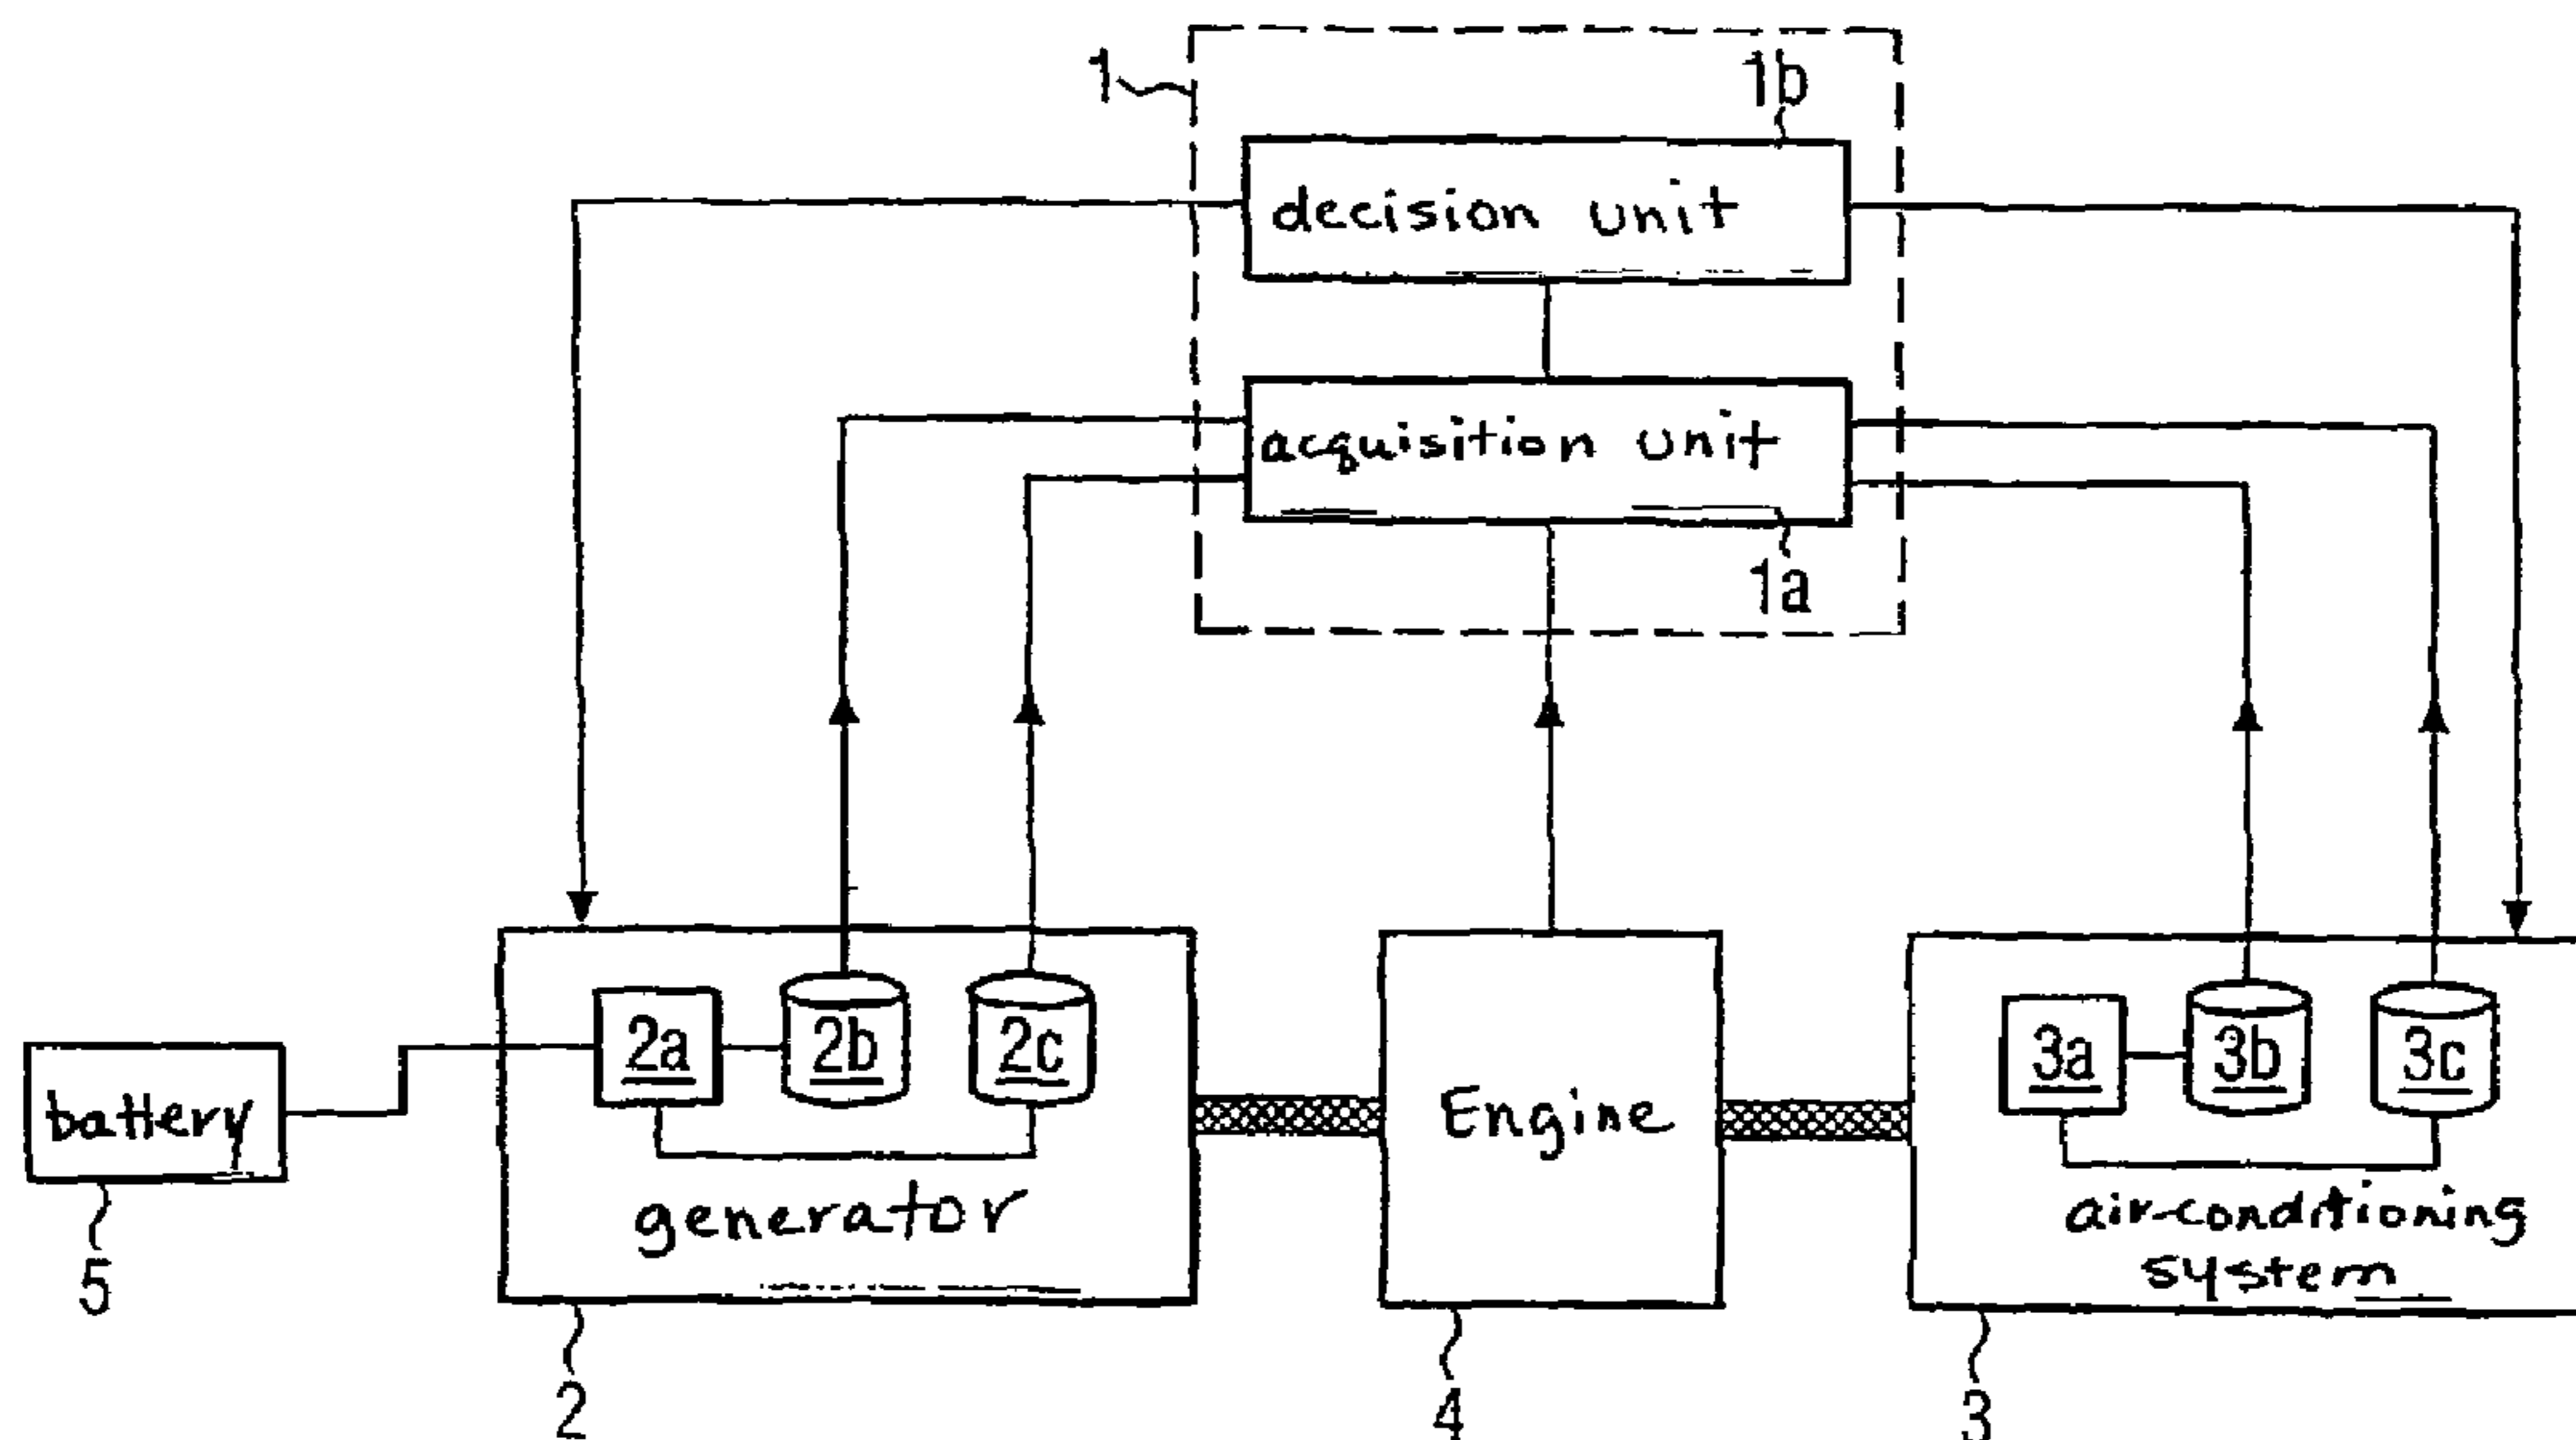 1
1b
decision unit
acquisition unit
1a
2a
2b
2c
3a
3b
3c
battery
Engine
generator
air-conditioning
system
5
2
4
3